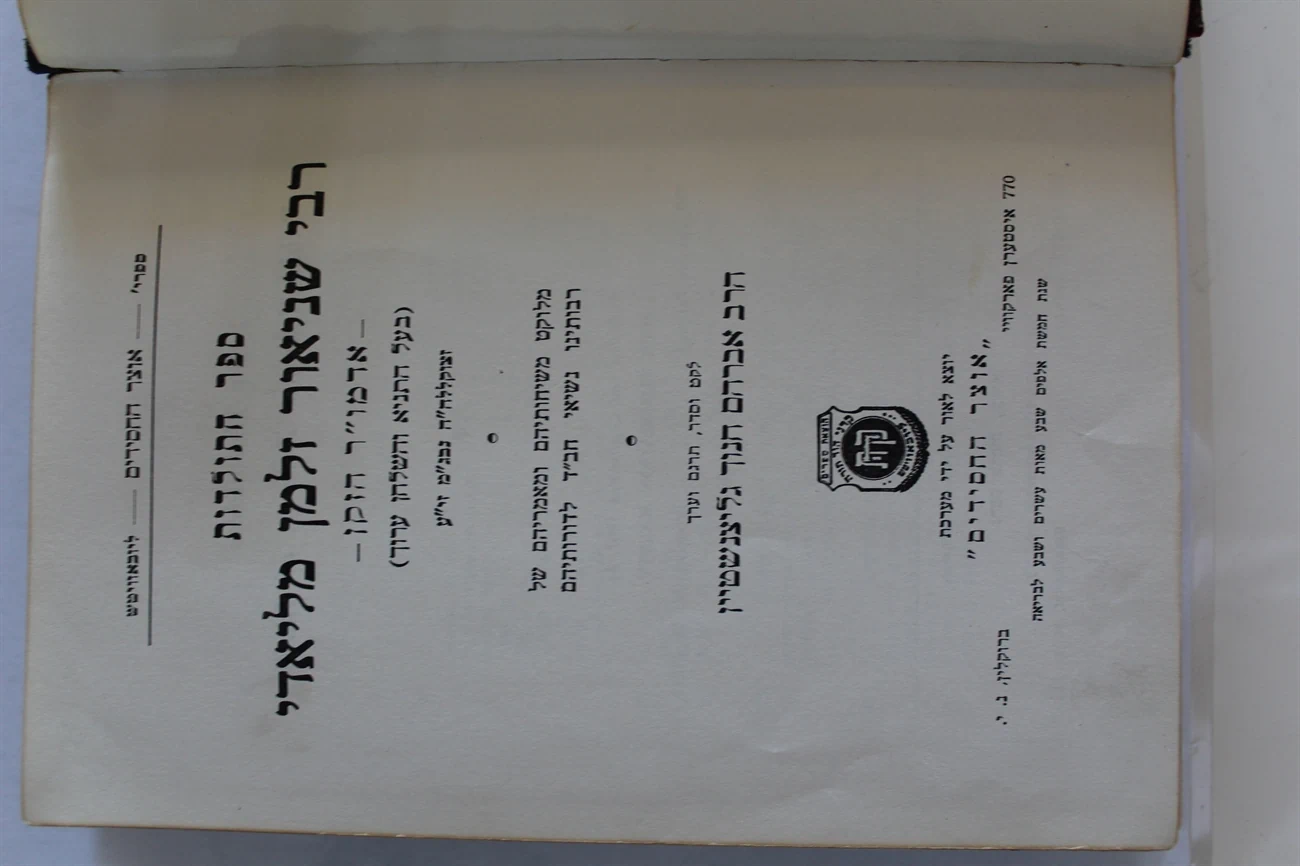 ספרי׳ — אוצר החסידים — ליובאוויטש
ספר התולדות
רבי שניאור זלמן מליאדי
– אדמו״ר הזקן –
(בעל התניא והשלחן ערוך)
זצוקללה״ה נבג״מ זי״ע
מלוקט משיחותיהם ומאמריהם של
רבותינו נשיאי חב״ד לדורותיהם
לקט וסדר, תרגם וערך
הרב אברהם חנוך גליצנשטיין
קה״ת
יוצא לאור על ידי מערכת
„אוצר החסידים״
770 איסטערן פארקוויי
ברוקלין, נ. י.
שנת חמשת אלפים שבע מאות עשרים ושבע לבריאה